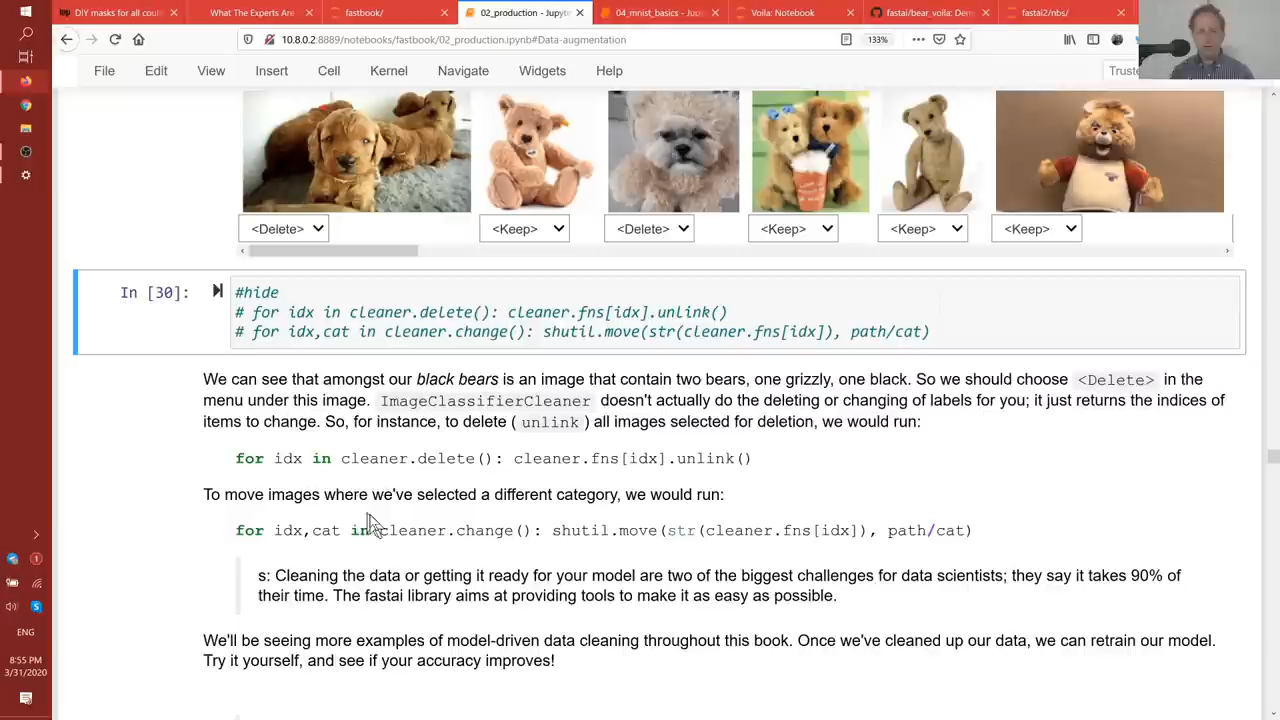 DIY masks for all coul
What The Experts Are
fastbook/
02_production - Jupyte
04_mnist_basics - Jupy
Voila: Notebook
fastai/bear_voila: Dem
fastai2/nbs/
10.8.0.2:8889/notebooks/fastbook/02_production.ipynb#Data-augmentation
133%
File Edit View Insert Cell Kernel Navigate Widgets Help
Truste
<Delete> <Keep> <Delete> <Keep> <Keep> <Keep>
In [30]:
#hide
# for idx in cleaner.delete(): cleaner.fns[idx].unlink()
# for idx,cat in cleaner.change(): shutil.move(str(cleaner.fns[idx]), path/cat)
We can see that amongst our black bears is an image that contain two bears, one grizzly, one black. So we should choose <Delete> in the
menu under this image. ImageClassifierCleaner doesn't actually do the deleting or changing of labels for you; it just returns the indices of
items to change. So, for instance, to delete ( unlink ) all images selected for deletion, we would run:
for idx in cleaner.delete(): cleaner.fns[idx].unlink()
To move images where we've selected a different category, we would run:
for idx,cat in cleaner.change(): shutil.move(str(cleaner.fns[idx]), path/cat)
s: Cleaning the data or getting it ready for your model are two of the biggest challenges for data scientists; they say it takes 90% of
their time. The fastai library aims at providing tools to make it as easy as possible.
We'll be seeing more examples of model-driven data cleaning throughout this book. Once we've cleaned up our data, we can retrain our model.
Try it yourself, and see if your accuracy improves!
ENG
8:55 PM
3/31/2020